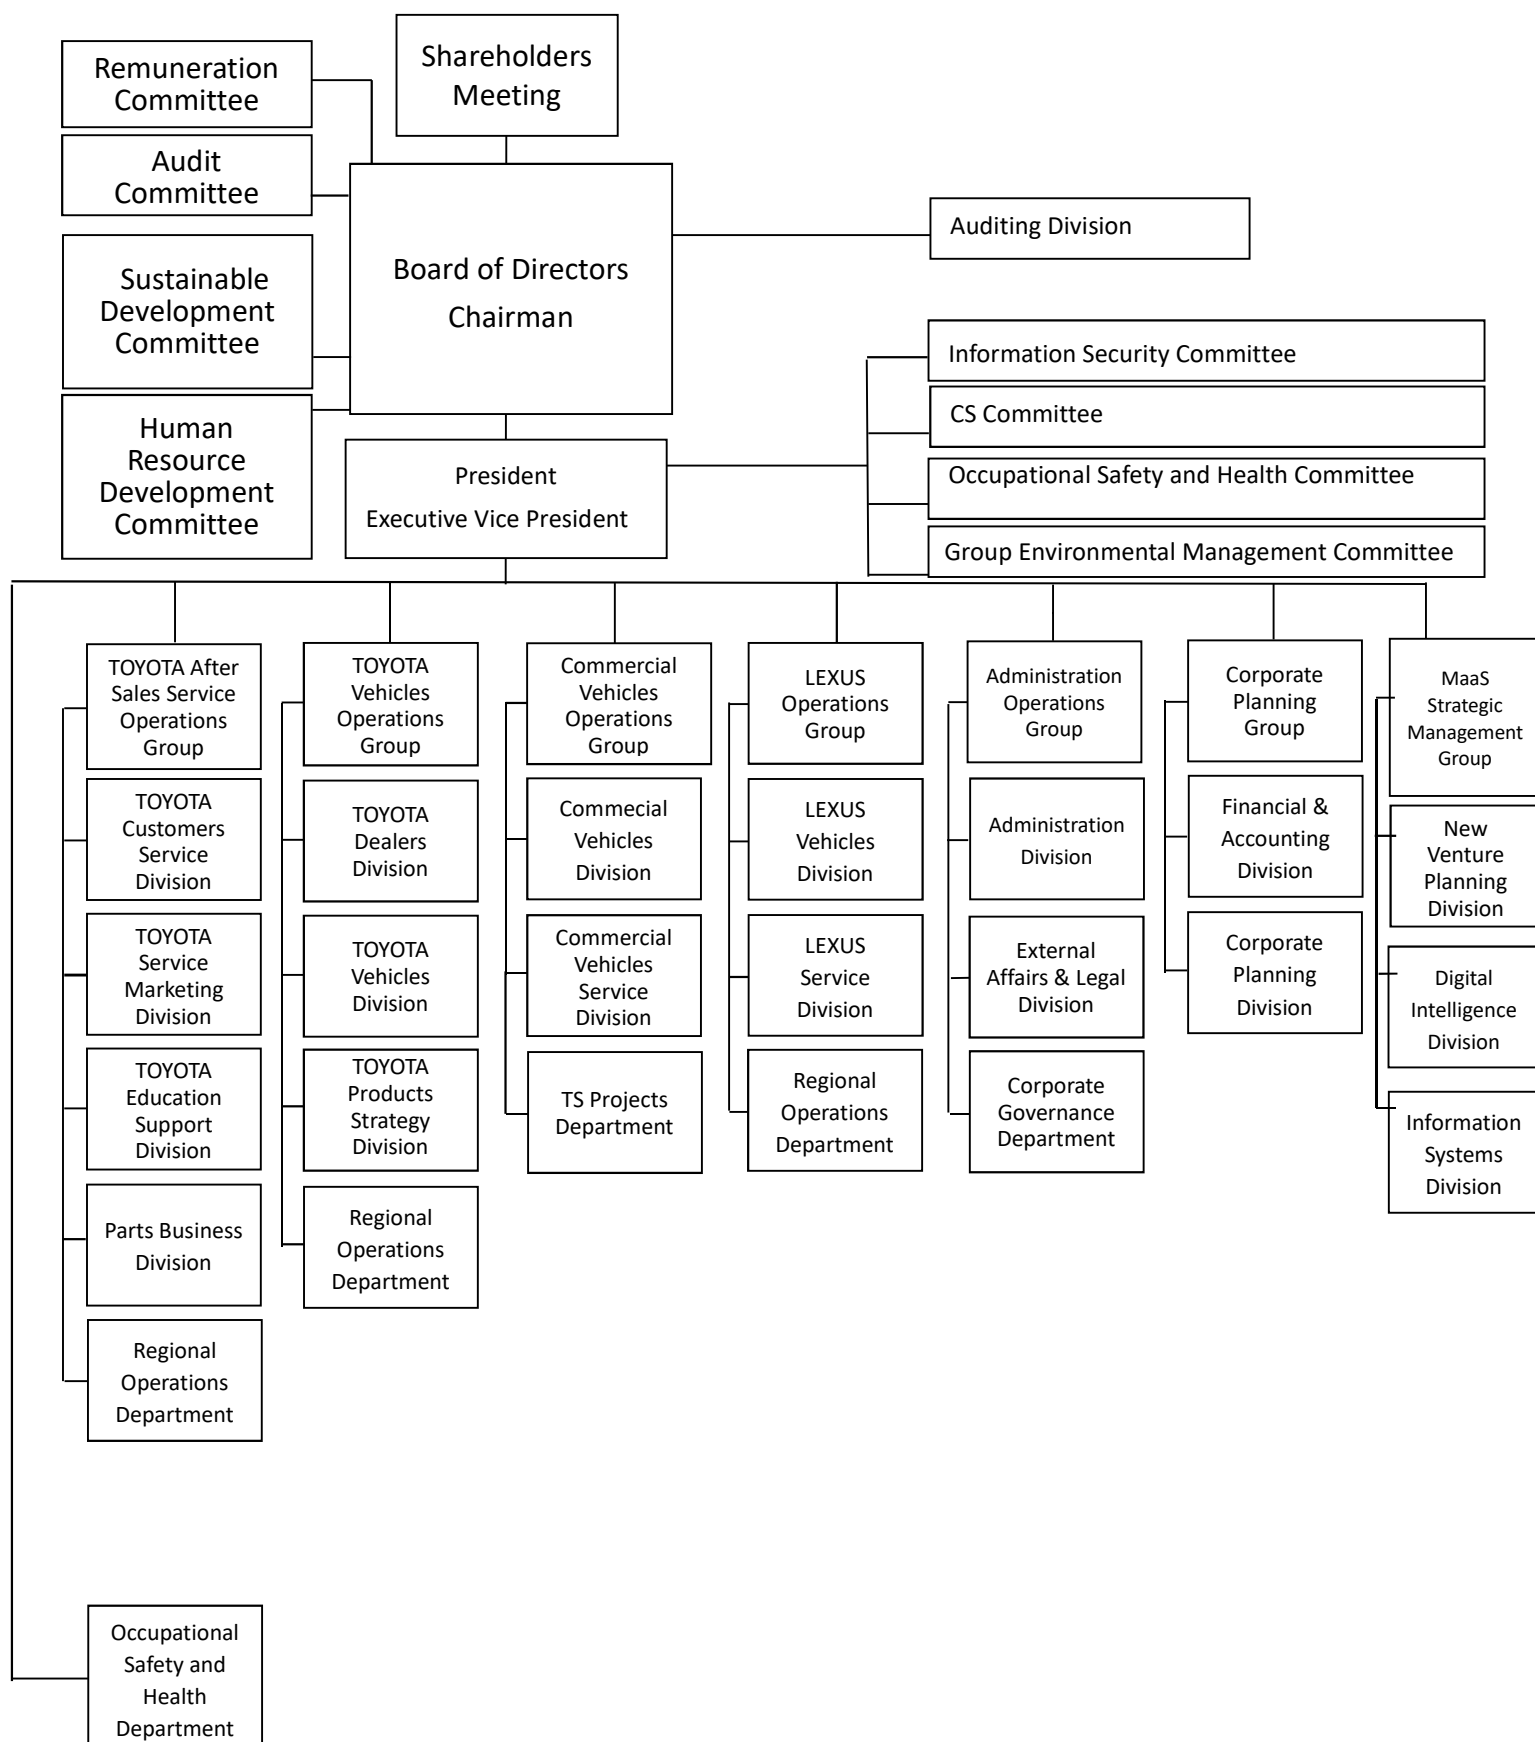 Shareholders
Meeting
Remuneration
Committee
Audit
Committee
Sustainable
Development
Committee
Human
Resource
Development
Committee
Board of Directors
Chairman
Auditing Division
President
Executive Vice President
Information Security Committee
CS Committee
Occupational Safety and Health Committee
Group Environmental Management Committee
TOYOTA After
Sales Service
Operations
Group
TOYOTA
Customers
Service
Division
TOYOTA
Service
Marketing
Division
TOYOTA
Education
Support
Division
Parts Business
Division
Regional
Operations
Department
TOYOTA
Vehicles
Operations
Group
TOYOTA
Dealers
Division
TOYOTA
Vehicles
Division
TOYOTA
Products
Strategy
Division
Regional
Operations
Department
Commercial
Vehicles
Operations
Group
Commecial
Vehicles
Division
Commercial
Vehicles
Service
Division
TS Projects
Department
LEXUS
Operations
Group
LEXUS
Vehicles
Division
LEXUS
Service
Division
Regional
Operations
Department
Administration
Operations
Group
Administration
Division
External
Affairs & Legal
Division
Corporate
Governance
Department
Corporate
Planning
Group
Financial &
Accounting
Division
Corporate
Planning
Division
MaaS
Strategic
Management
Group
New
Venture
Planning
Division
Digital
Intelligence
Division
Information
Systems
Division
Occupational
Safety and
Health
Department